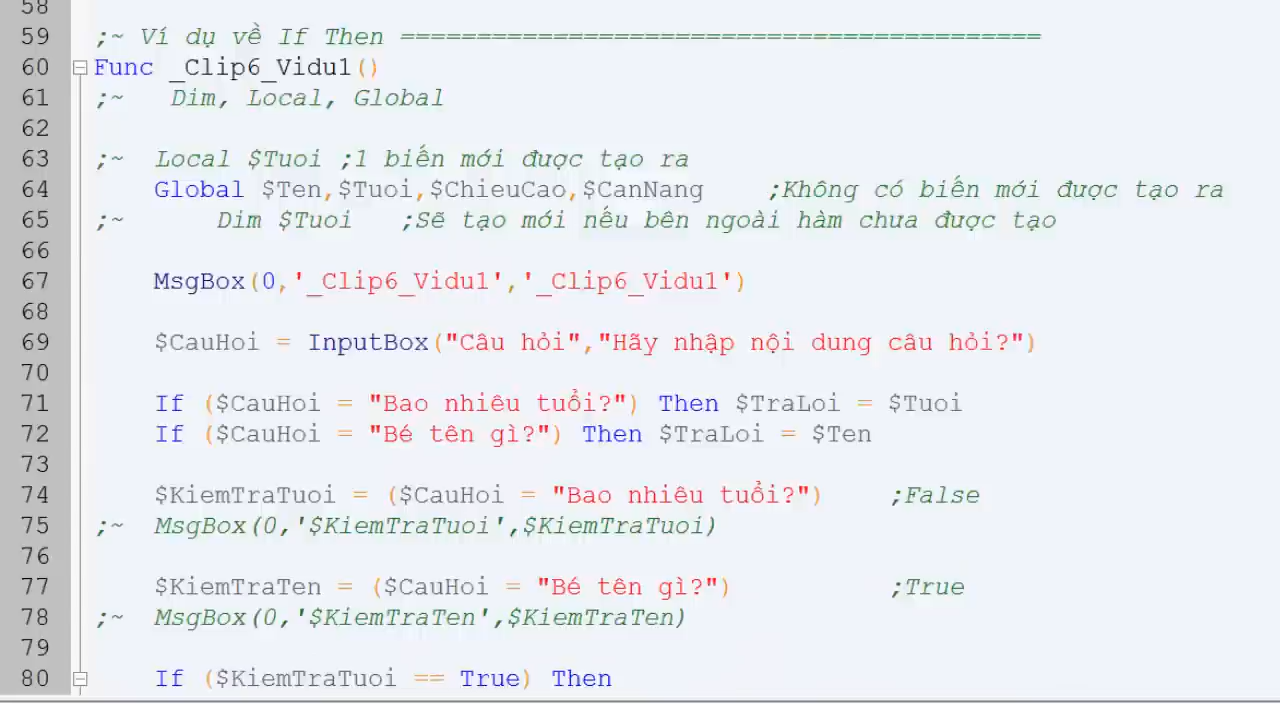 58
59 ;~ Ví dụ về If Then ==========================================
60 Func _Clip6_Vidu1()
61 ;~ Dim, Local, Global
62
63 ;~ Local $Tuoi ;1 biến mới được tạo ra
64 Global $Ten,$Tuoi,$ChieuCao,$CanNang ;Không có biến mới được tạo ra
65 ;~ Dim $Tuoi ;Sẽ tạo mới nếu bên ngoài hàm chưa được tạo
66
67 MsgBox(0,'_Clip6_Vidu1','_Clip6_Vidu1')
68
69 $CauHoi = InputBox("Câu hỏi","Hãy nhập nội dung câu hỏi?")
70
71 If ($CauHoi = "Bao nhiêu tuổi?") Then $TraLoi = $Tuoi
72 If ($CauHoi = "Bé tên gì?") Then $TraLoi = $Ten
73
74 $KiemTraTuoi = ($CauHoi = "Bao nhiêu tuổi?") ;False
75 ;~ MsgBox(0,'$KiemTraTuoi',$KiemTraTuoi)
76
77 $KiemTraTen = ($CauHoi = "Bé tên gì?") ;True
78 ;~ MsgBox(0,'$KiemTraTen',$KiemTraTen)
79
80 If ($KiemTraTuoi == True) Then